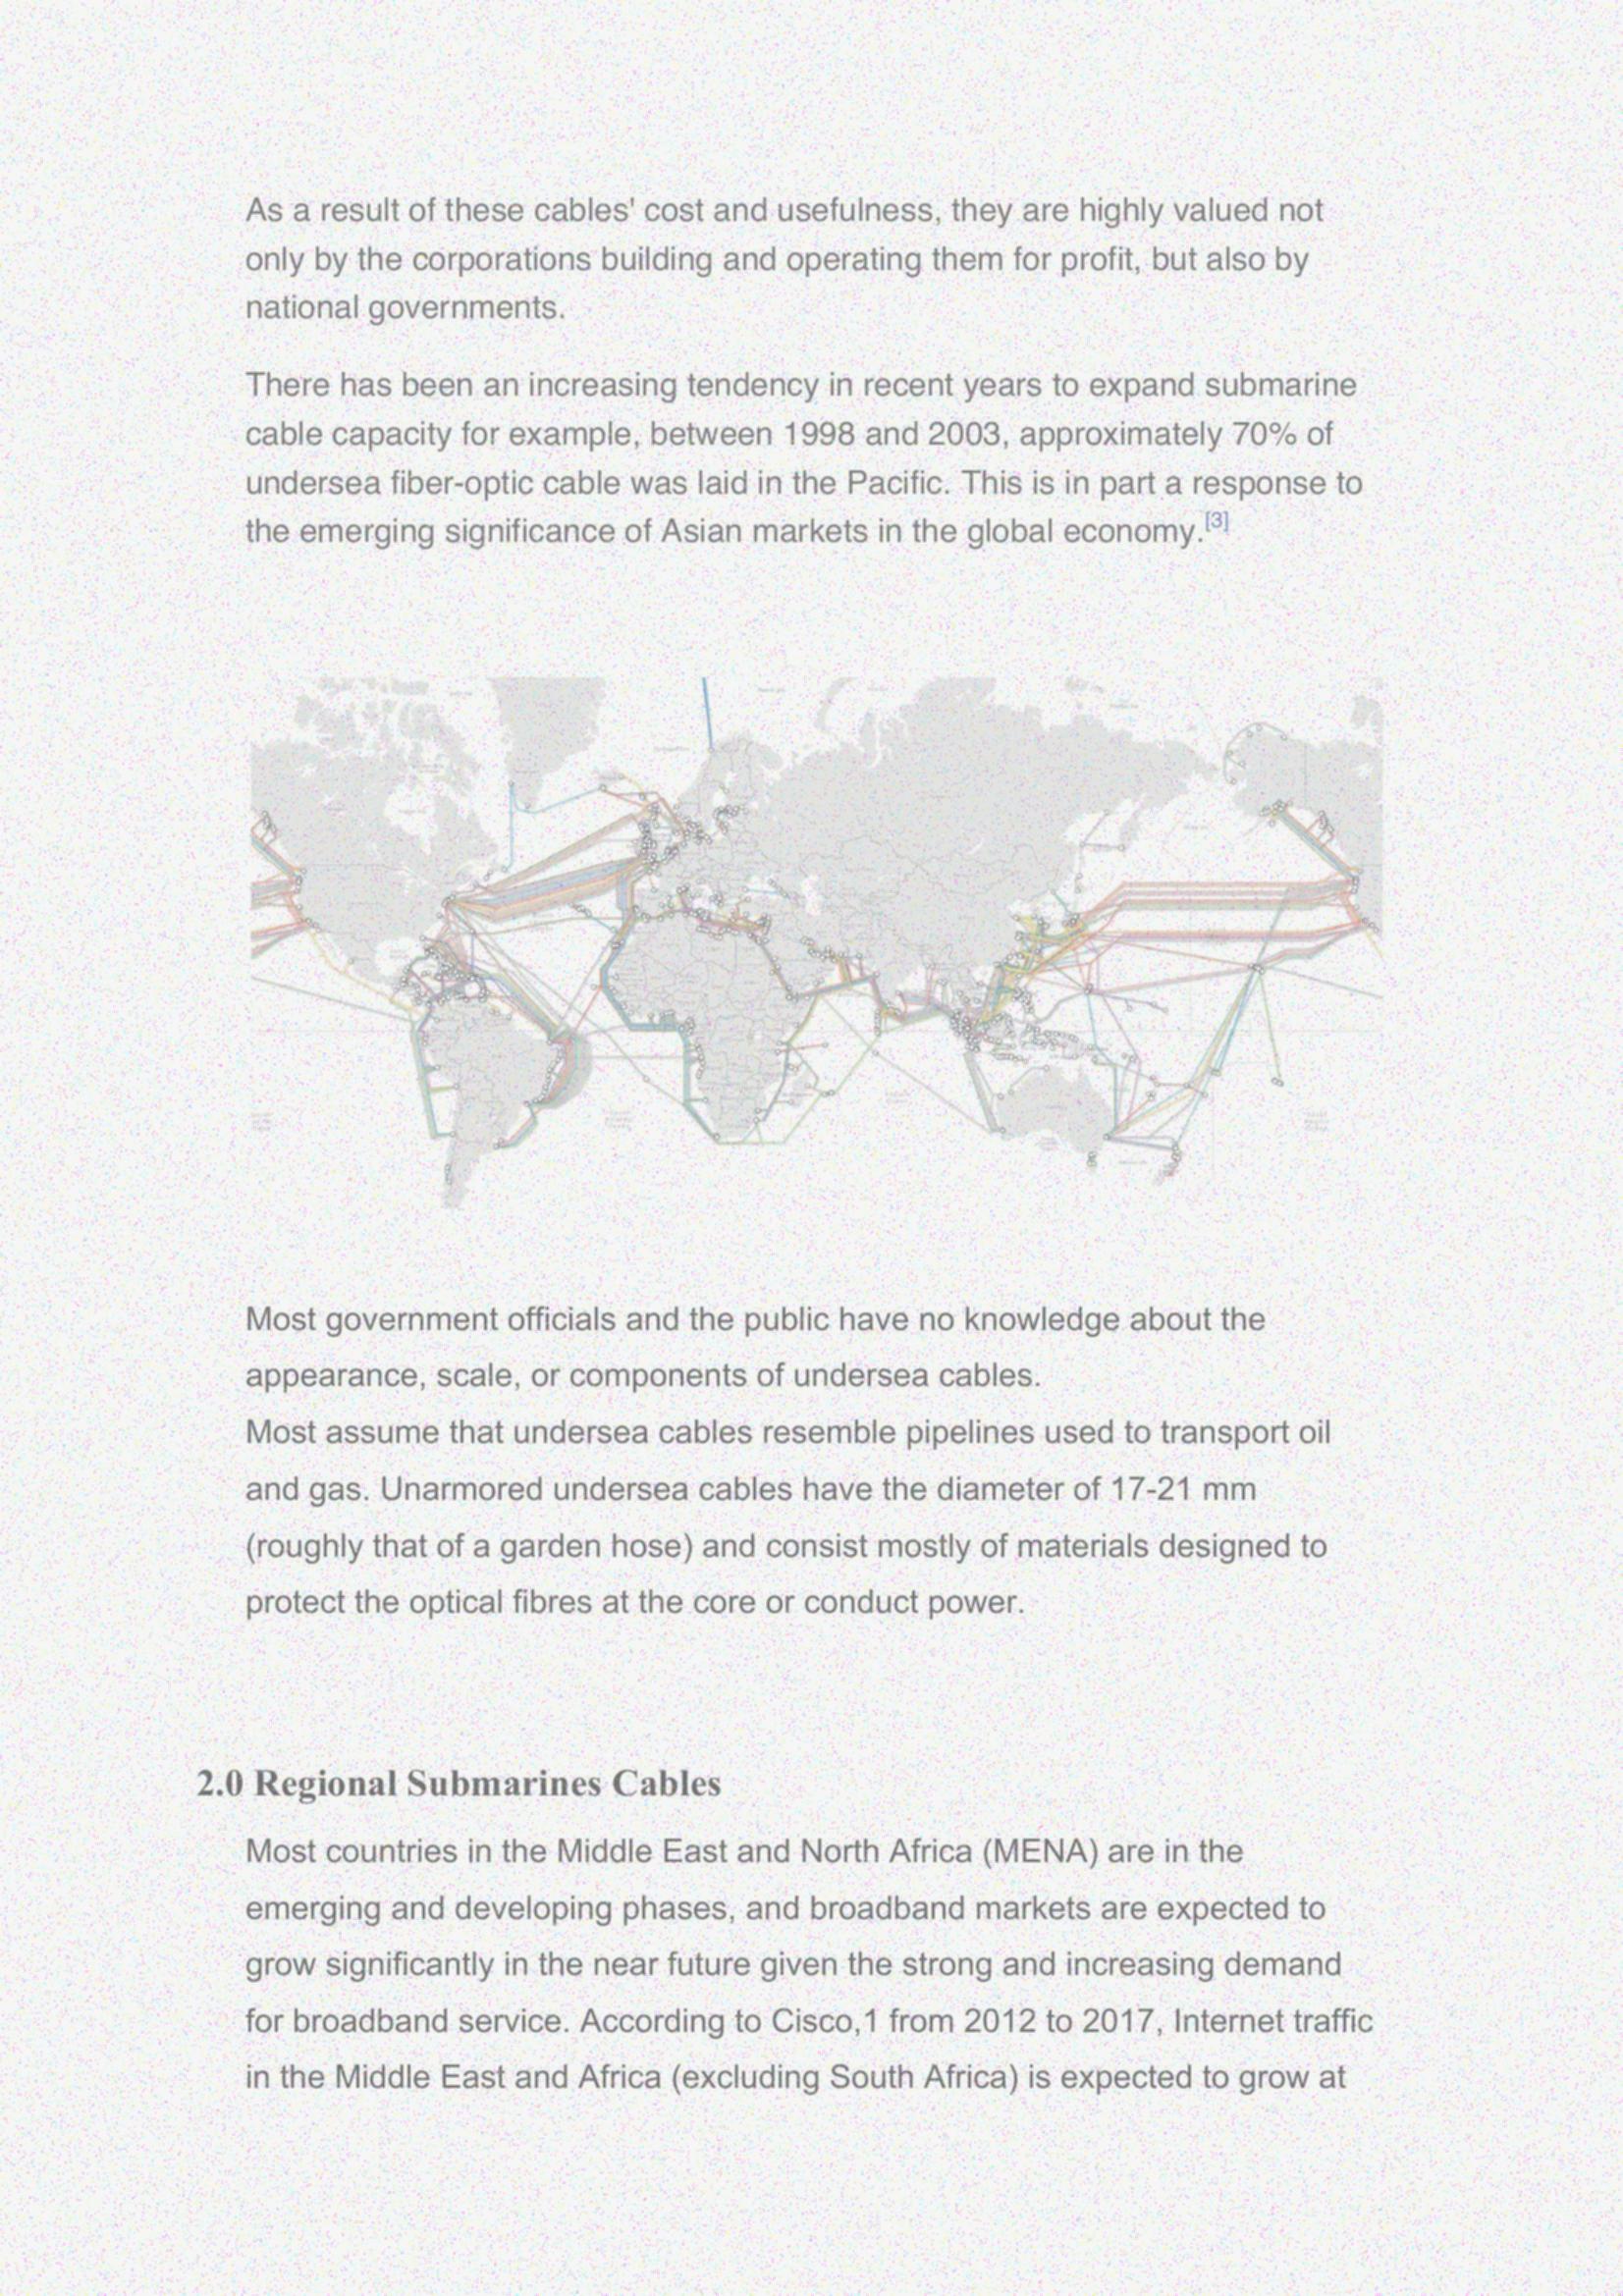 As a result of these cables' cost and usefulness, they are highly valued not
only by the corporations building and operating them for profit, but also by
national governments.
There has been an increasing tendency in recent years to expand submarine
cable capacity for example, between 1998 and 2003, approximately 70% of
undersea fiber-optic cable was laid in the Pacific. This is in part a response to
the emerging significance of Asian markets in the global economy.[3]
Most government officials and the public have no knowledge about the
appearance, scale, or components of undersea cables.
Most assume that undersea cables resemble pipelines used to transport oil
and gas. Unarmored undersea cables have the diameter of 17-21 mm
(roughly that of a garden hose) and consist mostly of materials designed to
protect the optical fibres at the core or conduct power.
2.0 Regional Submarines Cables
Most countries in the Middle East and North Africa (MENA) are in the
emerging and developing phases, and broadband markets are expected to
grow significantly in the near future given the strong and increasing demand
for broadband service. According to Cisco,1 from 2012 to 2017, Internet traffic
in the Middle East and Africa (excluding South Africa) is expected to grow at